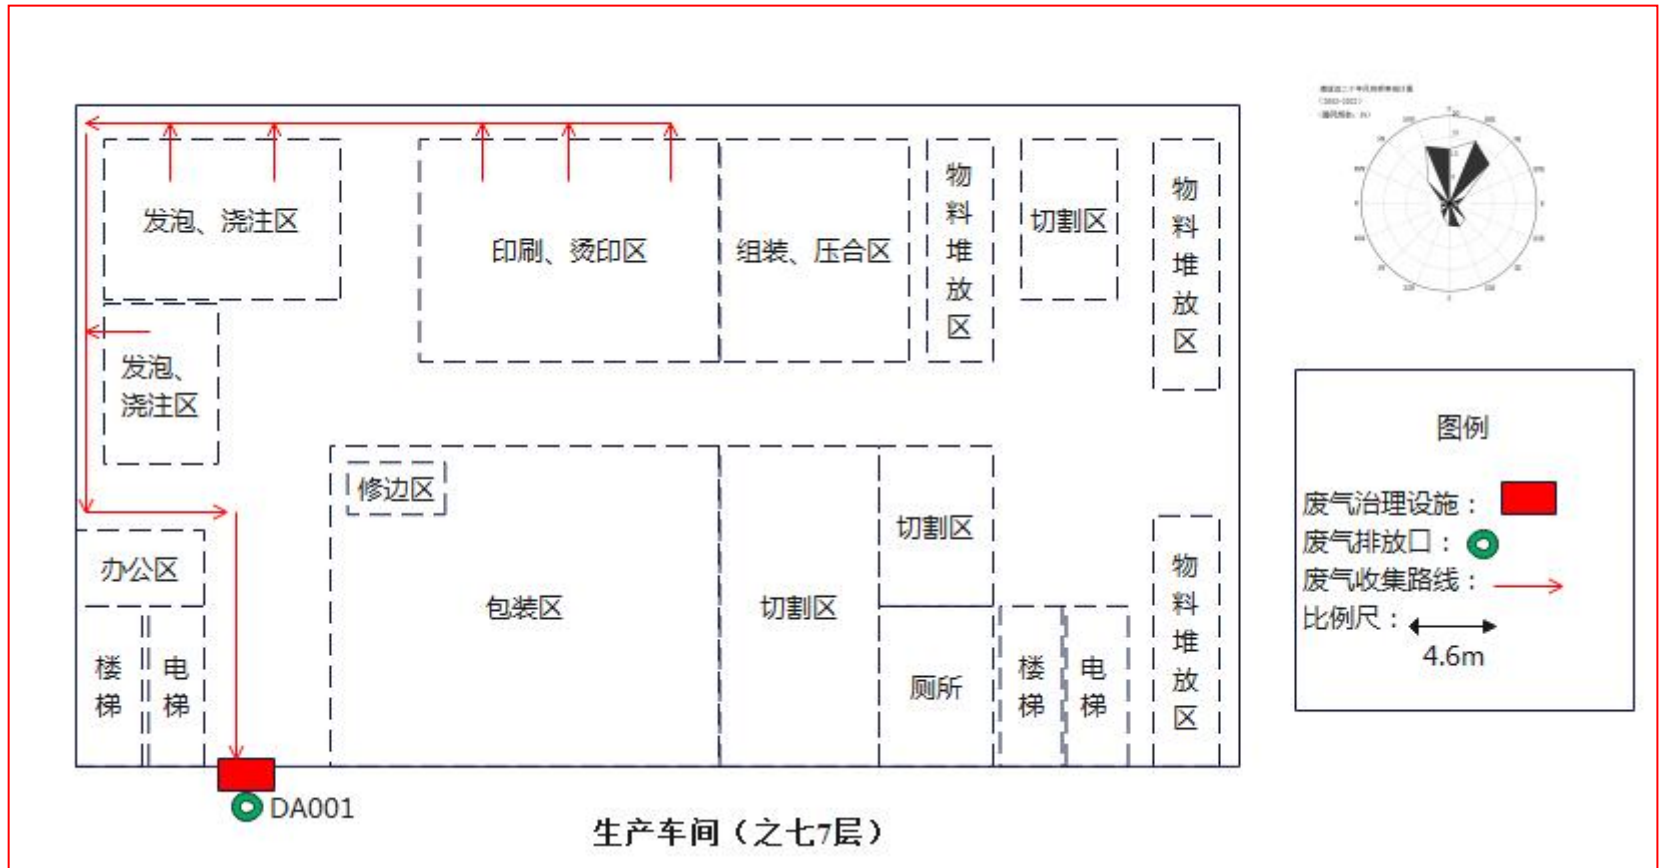 发泡、浇注区
印刷、烫印区
组装、压合区
物
料
堆
放
区
切割区
物
料
堆
放
区
发泡、
浇注区
修边区
包装区
切割区
切割区
厕所
楼
梯
电
梯
物
料
堆
放
区
办公区
楼
梯
电
梯
DA001
生产车间（之七7层）
图例
废气治理设施：
废气排放口：
废气收集路线：
比例尺：
4.6m